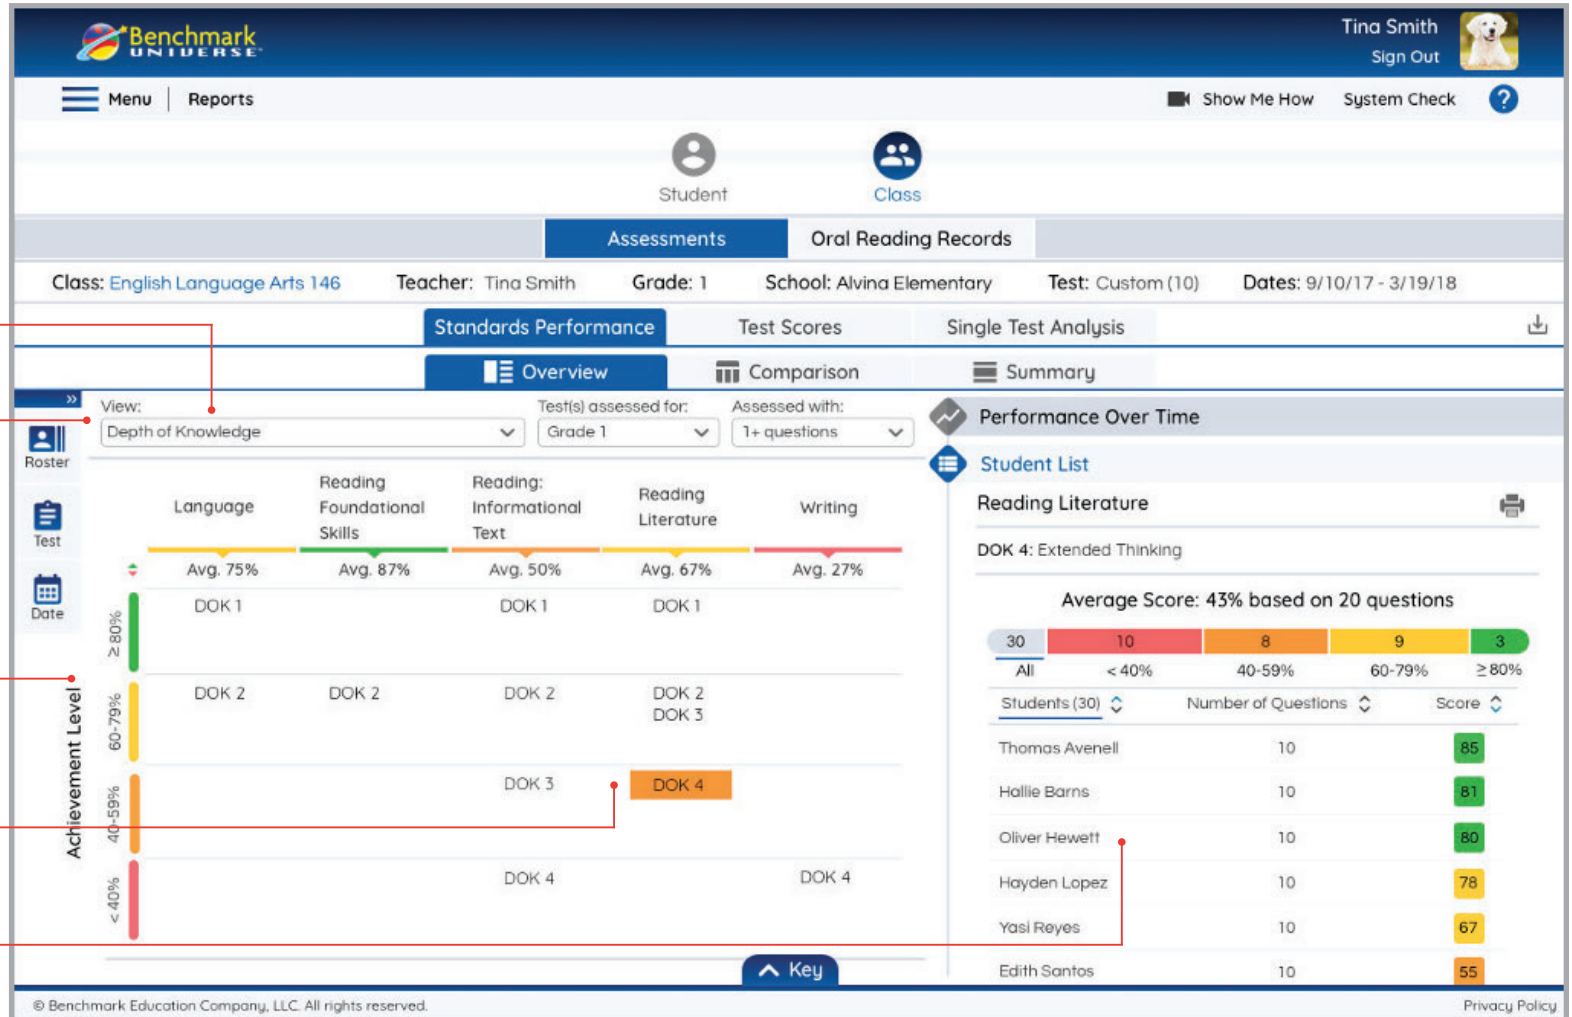 Benchmark
UNIVERSE
Tina Smith
Sign Out
Menu | Reports
Show Me How System Check ?
Student
Class
Assessments Oral Reading Records
Class: English Language Arts 146 Teacher: Tina Smith Grade: 1 School: Alvina Elementary Test: Custom (10) Dates: 9/10/17 - 3/19/18
Standards Performance Test Scores Single Test Analysis
Overview Comparison Summary
»
Roster
Test
Date
View:
Depth of Knowledge
Test(s) assessed for:
Grade 1
Assessed with:
1+ questions
Language
Reading
Foundational
Skills
Reading:
Informational
Text
Reading
Literature
Writing
Avg. 75% Avg. 87% Avg. 50% Avg. 67% Avg. 27%
Achievement Level
≥ 80%
DOK 1 DOK 1 DOK 1
60-79%
DOK 2 DOK 2 DOK 2 DOK 2
DOK 3
40-59%
DOK 3 DOK 4
< 40%
DOK 4 DOK 4
Key
Performance Over Time
Student List
Reading Literature
DOK 4: Extended Thinking
Average Score: 43% based on 20 questions
30 10 8 9 3
All < 40% 40-59% 60-79% ≥ 80%
Students (30) Number of Questions Score
Thomas Avenell 10 85
Hallie Barns 10 81
Oliver Hewett 10 80
Hayden Lopez 10 78
Yasi Reyes 10 67
Edith Santos 10 55
© Benchmark Education Company, LLC. All rights reserved.
Privacy Policy